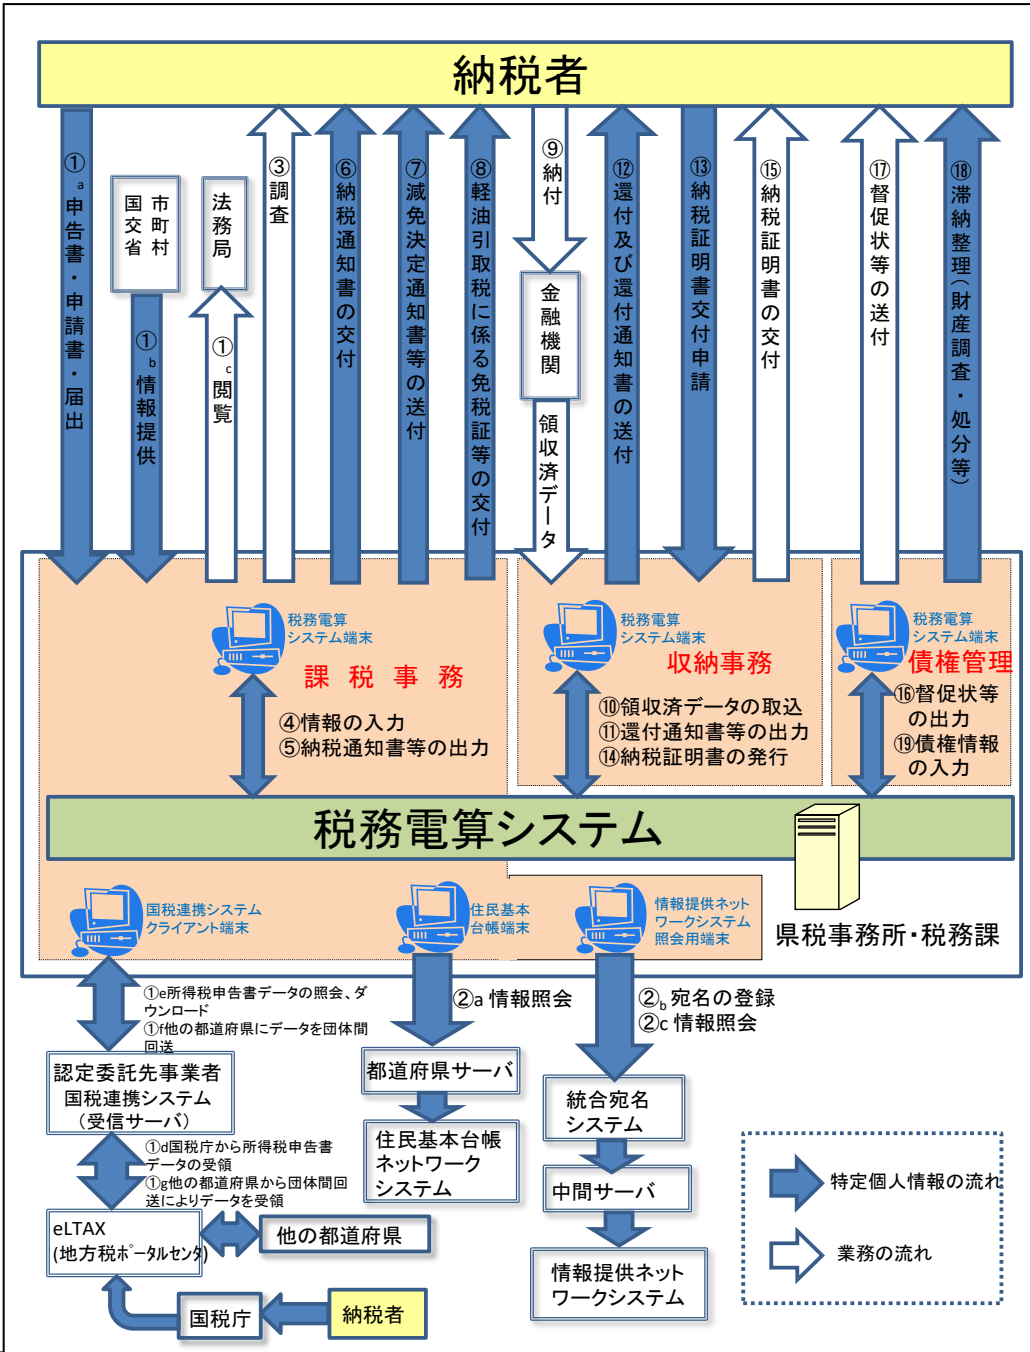 納税者
①a申告書・申請書・届出
市町村
国交省
①b情報提供
法務局
①c閲覧
③調査
⑥納税通知書の交付
⑦減免決定通知書等の送付
⑧軽油引取税に係る免税証等の交付
⑨納付
金融機関
領収済データ
⑫還付及び還付通知書の送付
⑬納税証明書交付申請
⑮納税証明書の交付
⑰督促状等の送付
⑱滞納整理(財産調査・処分等)
税務電算
システム端末
課税事務
④情報の入力
⑤納税通知書等の出力
税務電算
システム端末
収納事務
⑩領収済データの取込
⑪還付通知書等の出力
⑭納税証明書の発行
税務電算
システム端末
債権管理
⑯督促状等
の出力
⑲債権情報
の入力
税務電算システム
国税連携システム
クライアント端末
住民基本
台帳端末
情報提供ネット
ワークシステム
照会用端末
県税事務所・税務課
①e所得税申告書データの照会、ダ
ウンロード
①f他の都道府県にデータを団体間
回送
②a 情報照会
②b 宛名の登録
②c 情報照会
認定委託先事業者
国税連携システム
(受信サーバ)
都道府県サーバ
統合宛名
システム
①d国税庁から所得税申告書
データの受領
①g他の都道府県から団体間回
送によりデータを受領
住民基本台帳
ネットワーク
システム
中間サーバ
eLTAX
(地方税ポータルセンタ)
他の都道府県
情報提供ネット
ワークシステム
国税庁
納税者
特定個人情報の流れ
業務の流れ